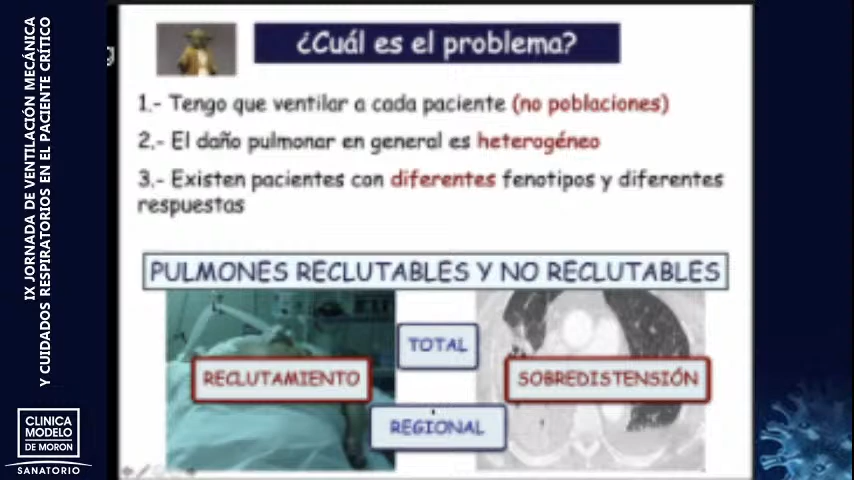 IX JORNADA DE VENTILACIÓN MECÁNICA
Y CUIDADOS RESPIRATORIOS EN EL PACIENTE CRÍTICO
CLINICA
MODELO
DE MORON
SANATORIO
¿Cuál es el problema?
1.- Tengo que ventilar a cada paciente (no poblaciones)
2.- El daño pulmonar en general es heterogéneo
3.- Existen pacientes con diferentes fenotipos y diferentes
respuestas
PULMONES RECLUTABLES Y NO RECLUTABLES
TOTAL
RECLUTAMIENTO
SOBREDISTENSIÓN
REGIONAL